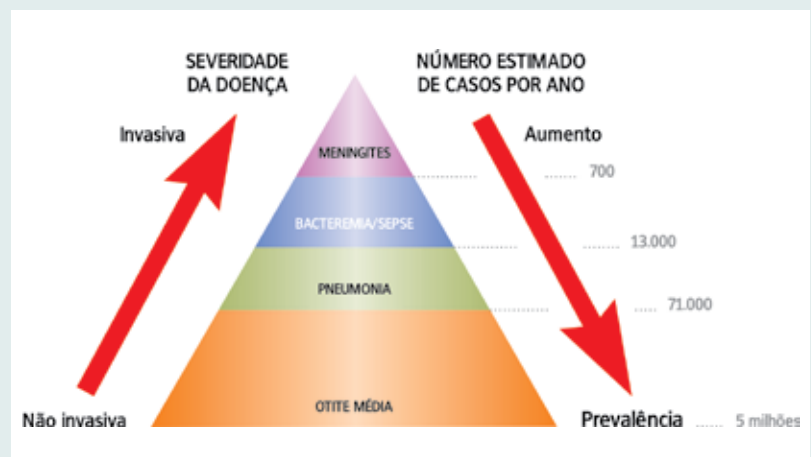 SEVERIDADE
DA DOENÇA
NÚMERO ESTIMADO
DE CASOS POR ANO
Invasiva
Aumento
MENINGITES
700
BACTEREMIA/SEPSE
13.000
PNEUMONIA
71.000
OTITE MÉDIA
Não invasiva
Prevalência
5 milhões